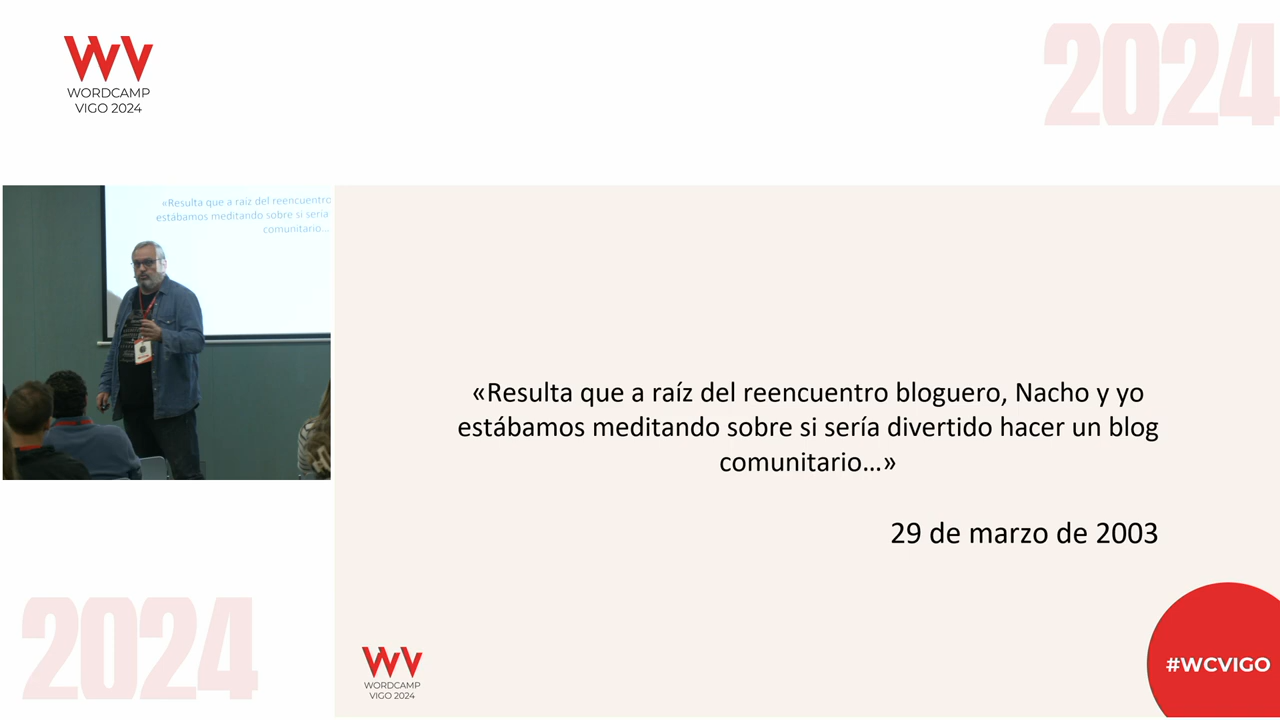 WORDCAMP
VIGO 2024
2024
«Resulta que a raíz del reencuentro
estábamos meditando sobre si sería
comunitario...
«Resulta que a raíz del reencuentro bloguero, Nacho y yo
estábamos meditando sobre si sería divertido hacer un blog
comunitario...»
29 de marzo de 2003
2024
WORDCAMP
VIGO 2024
#WCVIGO